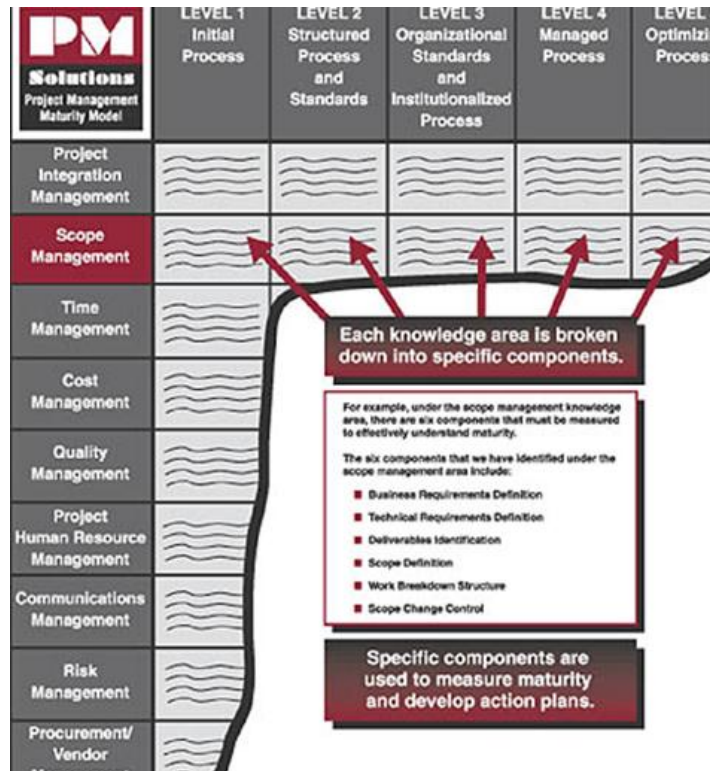 PM
Solutions
Project Management
Maturity Model
LEVEL 1
Initial
Process
LEVEL 2
Structured
Process
and
Standards
LEVEL 3
Organizational
Standards
and
Institutionalized
Process
LEVEL 4
Managed
Process
LEVEL
Project
Integration
Management
Scope
Management
Time
Management
Cost
Management
Quality
Management
Project
Human Resource
Management
Communications
Management
Risk
Management
Procurement/
Vendor
Each knowledge area is broken
down into specific components.
For example, under the scope management knowledge
area, there are six components that must be measured
to effectively understand maturity.
The six components that we have identified under the
scope management area include:
Business Requirements Definition
Technical Requirements Definition
Deliverables Identification
Scope Definition
Work Breakdown Structure
Scope Change Control
Specific components are
used to measure maturity
and develop action plans.